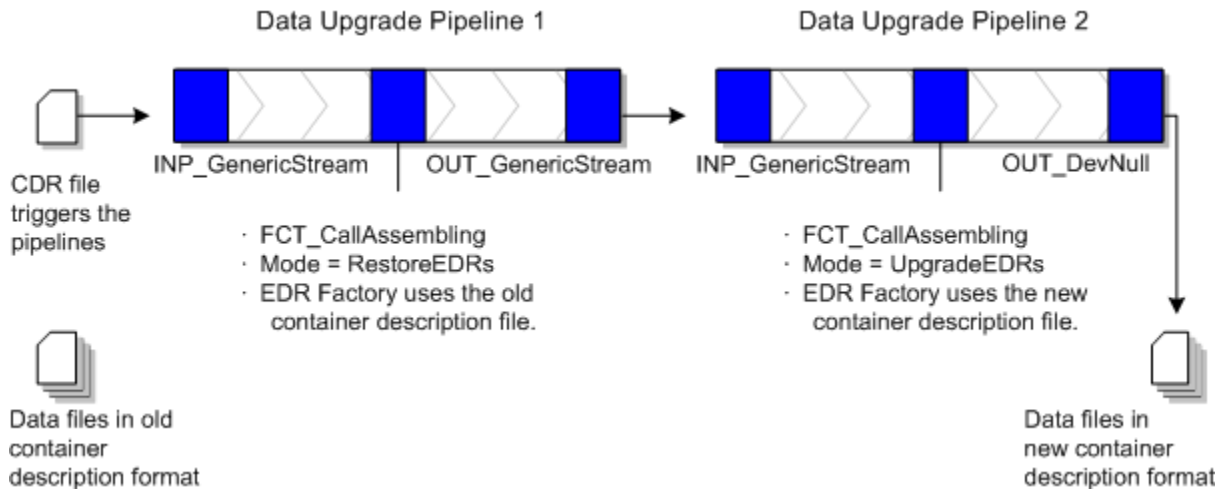 Data Upgrade Pipeline 1
Data Upgrade Pipeline 2
INP_GenericStream
OUT_GenericStream
INP_GenericStream
OUT_DevNull
CDR file
triggers the
pipelines
· FCT_CallAssembling
· Mode = RestoreEDRs
· EDR Factory uses the old
container description file.
· FCT_CallAssembling
· Mode = UpgradeEDRs
· EDR Factory uses the new
container description file.
Data files in old
container
description format
Data files in
new container
description format